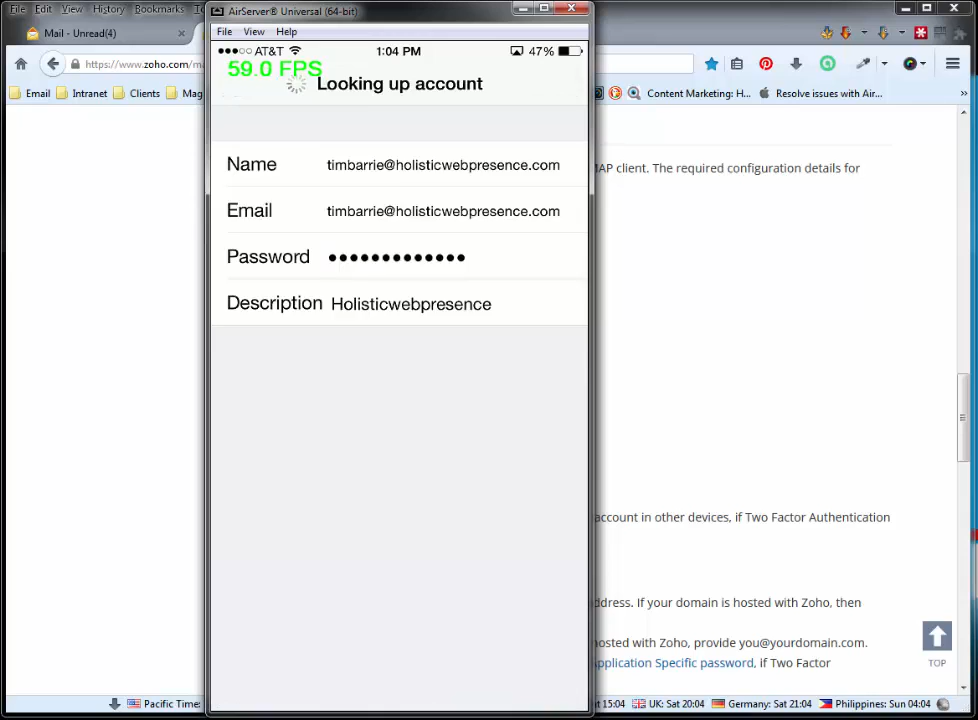 File Edit View History Bookmarks
AirServer® Universal (64-bit)
Mail - Unread(4)
File View Help
https://www.zoho.com/m
Email Intranet Clients Mag
Content Marketing: H... Resolve issues with Air...
AT&T 1:04 PM 47%
59.0 FPS
Looking up account
Name timbarrie@holisticwebpresence.com
Email timbarrie@holisticwebpresence.com
Password •••••••••••••
Description Holisticwebpresence
MAP client. The required configuration details for
account in other devices, if Two Factor Authentication
ddress. If your domain is hosted with Zoho, then
hosted with Zoho, provide you@yourdomain.com.
Application Specific password, if Two Factor
TOP
Pacific Time: 15:04 UK: Sat 20:04 Germany: Sat 21:04 Philippines: Sun 04:04